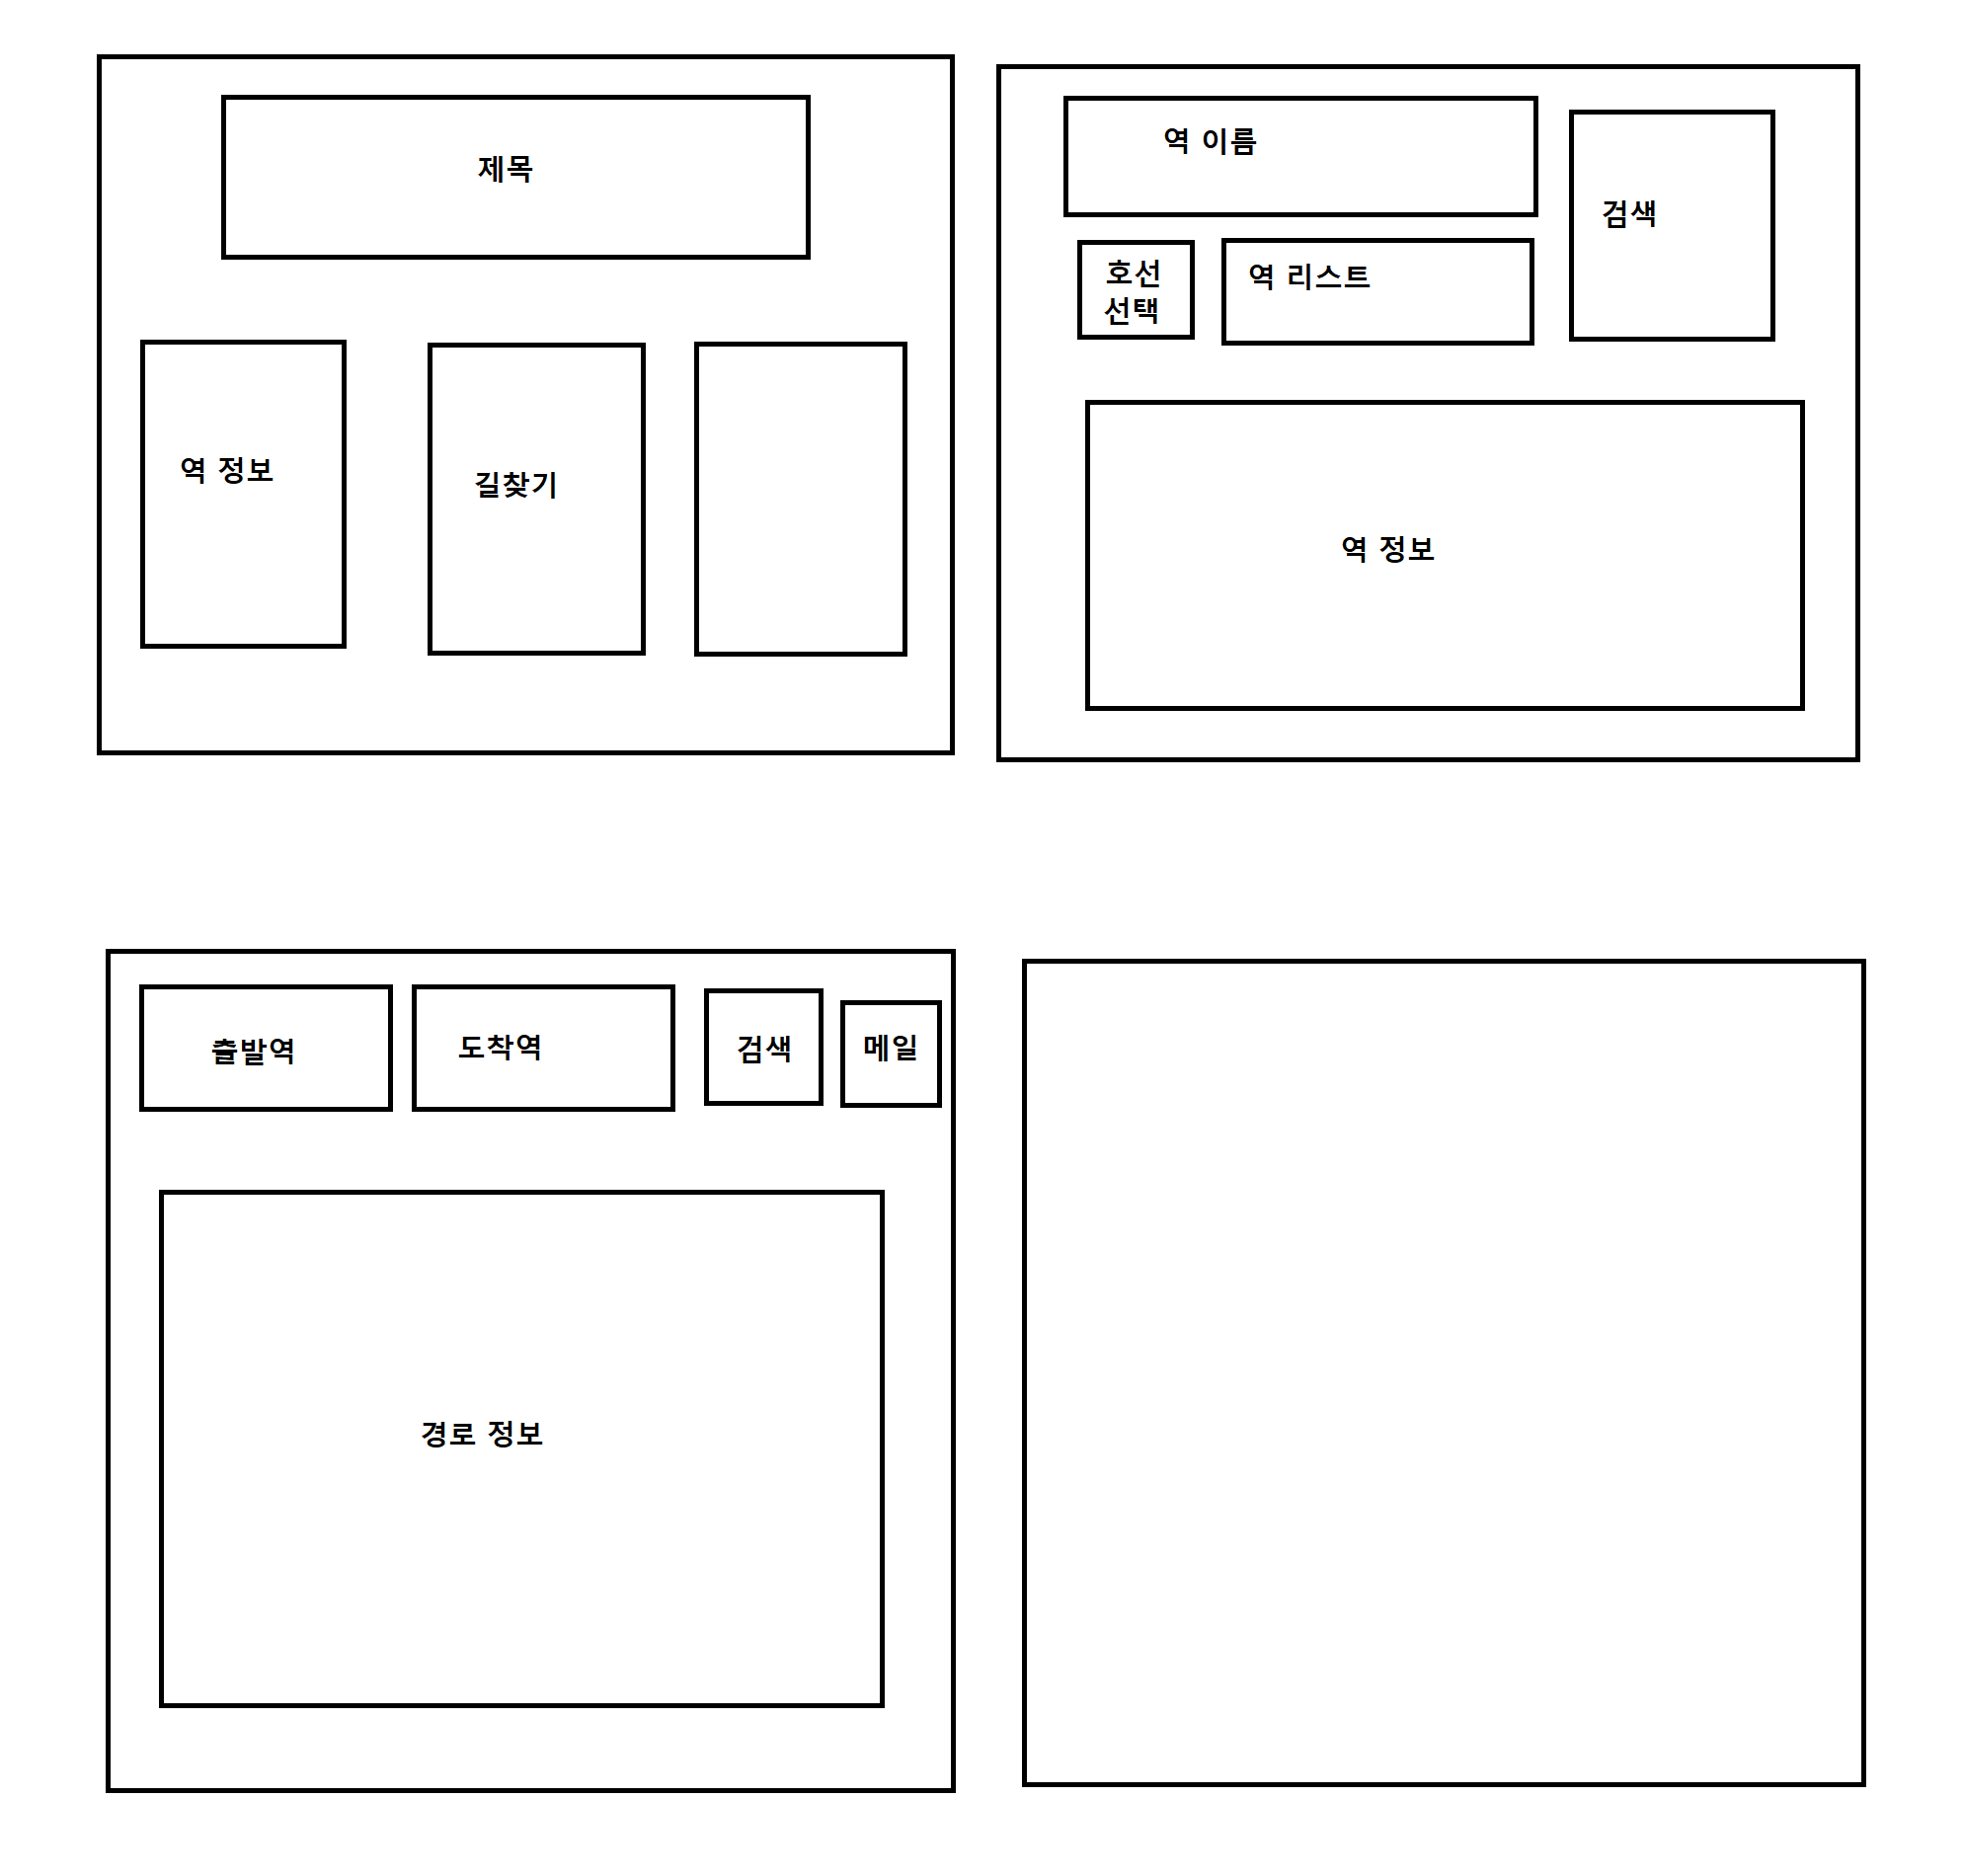 제목
역 정보
길찾기
역 이름
검색
호선
선택
역 리스트
역 정보
츨발역
도착역
검색
메일
경로 정보